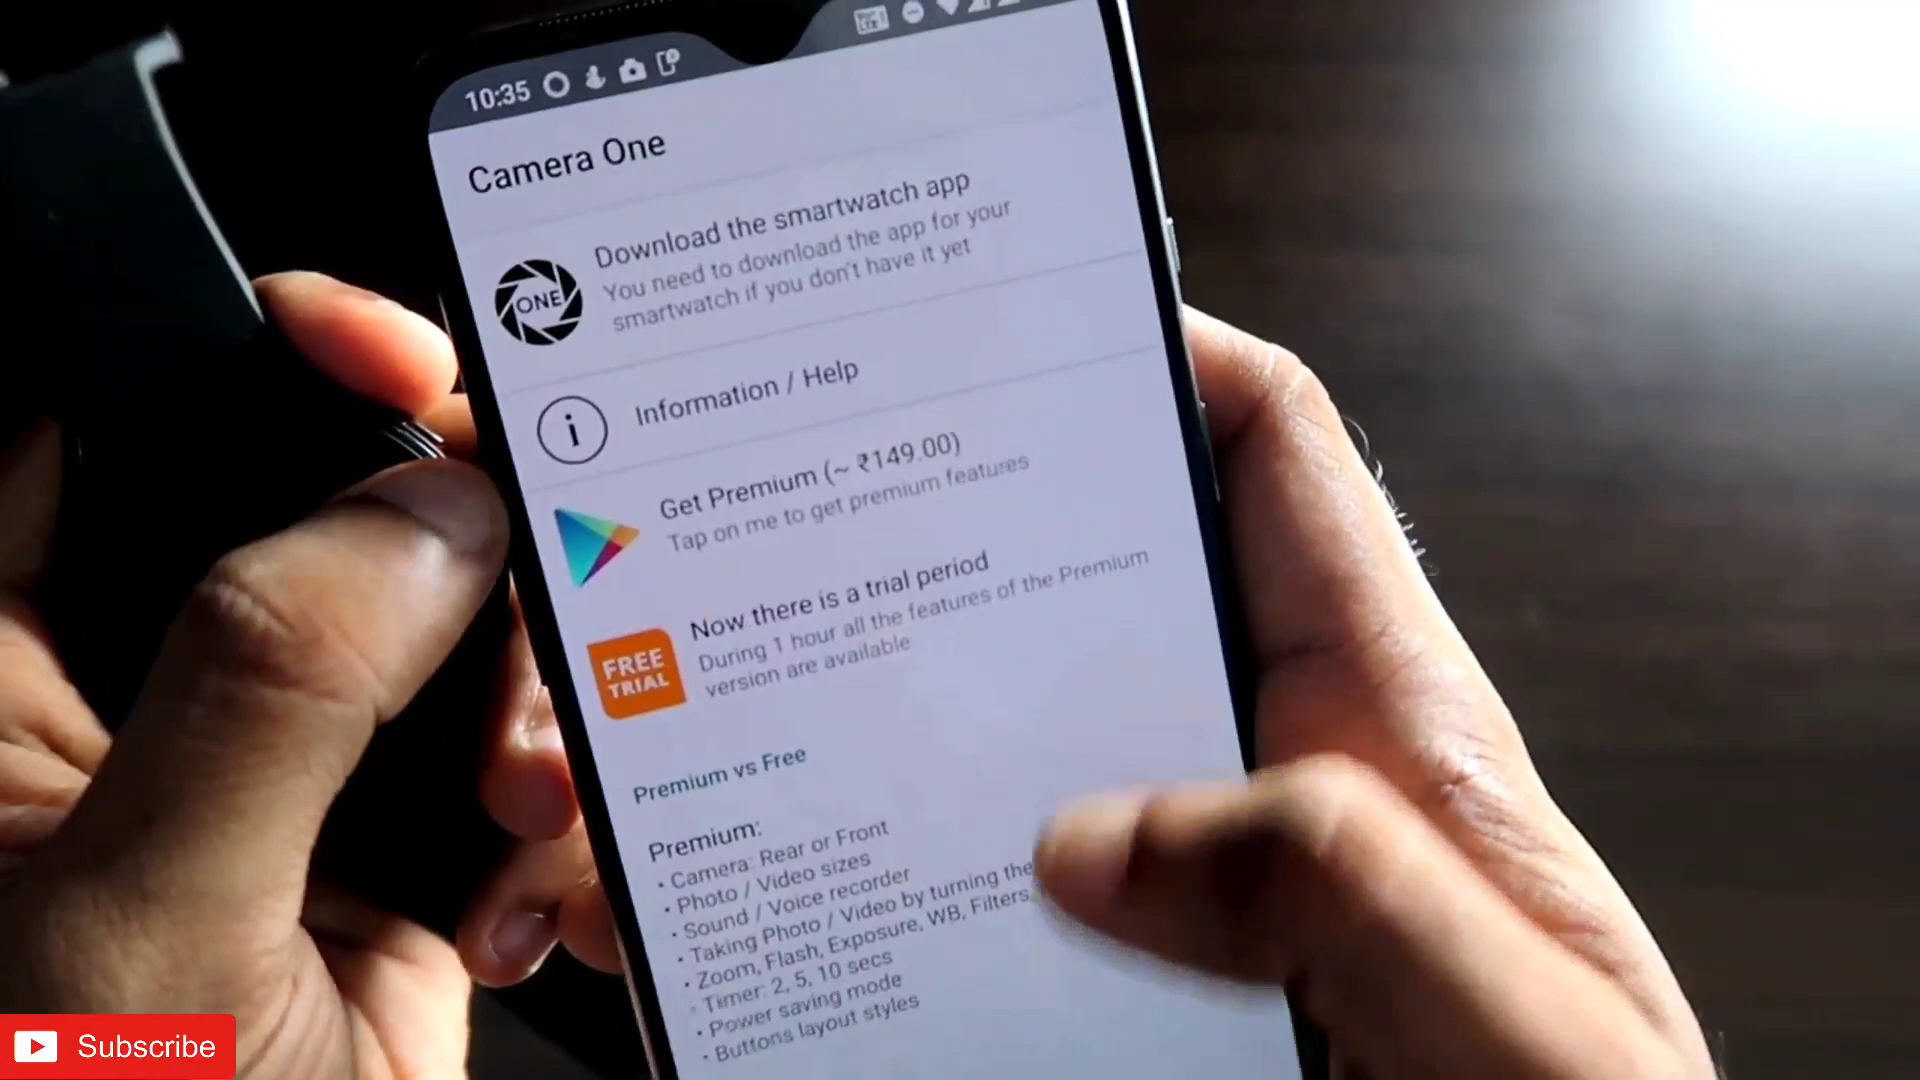 10:35
Camera One
ONE
Download the smartwatch app
You need to download the app for your
smartwatch if you don't have it yet
i
Information / Help
Get Premium (~ ₹149.00)
Tap on me to get premium features
FREE
TRIAL
Now there is a trial period
During 1 hour all the features of the Premium
version are available
Premium vs Free
Premium:
• Camera: Rear or Front
• Photo / Video sizes
• Sound / Voice recorder
• Taking Photo / Video by turning the
• Zoom, Flash, Exposure, WB, Filters
• Timer: 2, 5, 10 secs
• Power saving mode
• Buttons layout styles
Subscribe